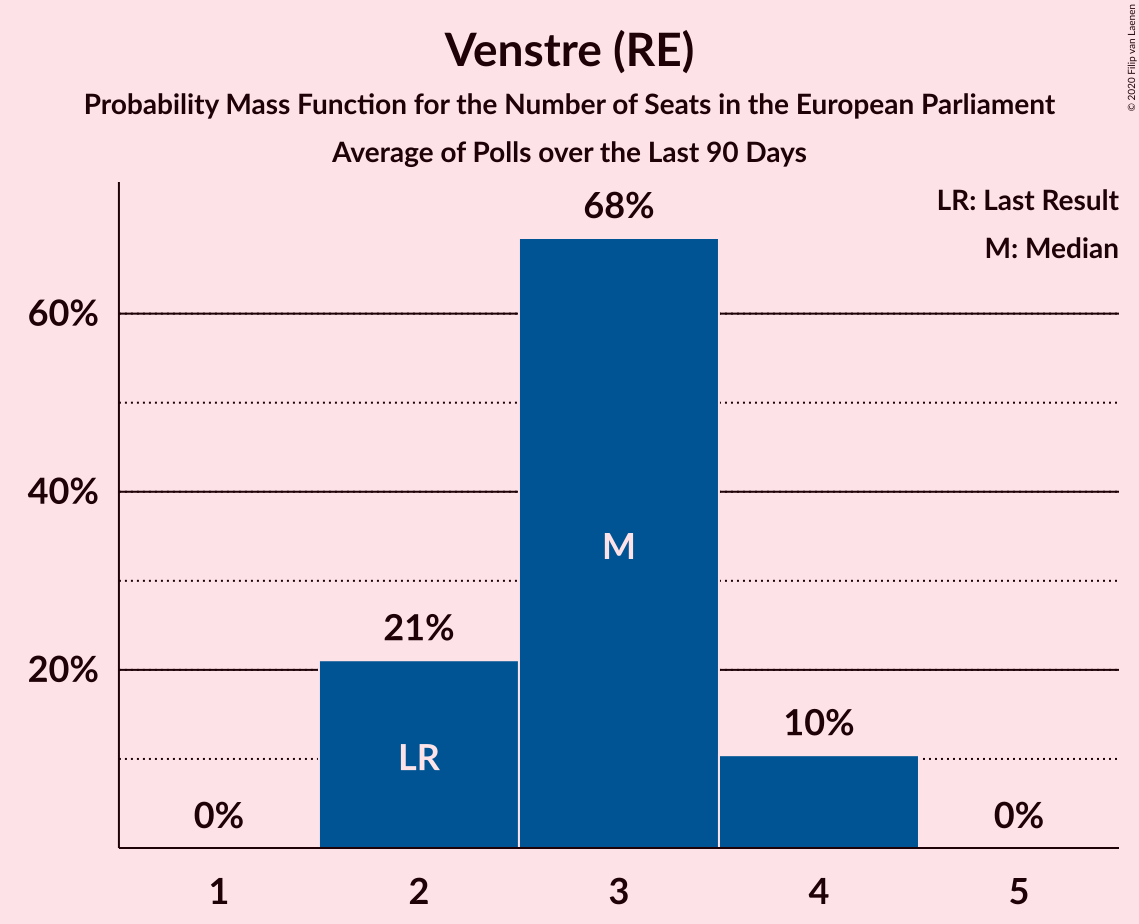 Venstre (RE)
Probability Mass Function for the Number of Seats in the European Parliament
Average of Polls over the Last 90 Days
© 2020 Filip van Laenen
LR: Last Result
M: Median
68%
60%
40%
M
21%
20%
10%
LR
0%
0%
1 2 3 4 5